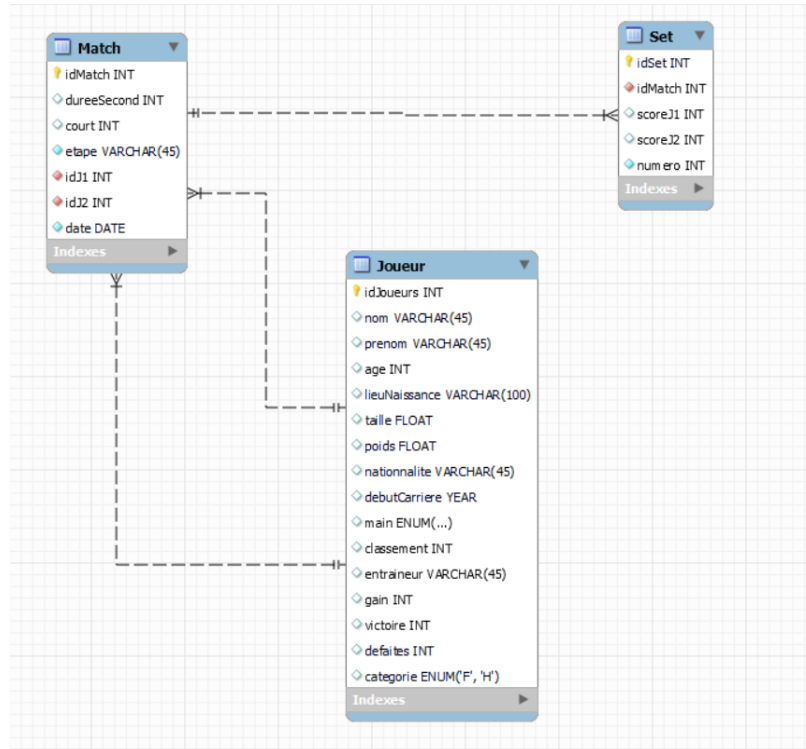 Match
idMatch INT
dureeSecond INT
court INT
etape VARCHAR(45)
idJ1 INT
idJ2 INT
date DATE
Indexes
Set
idSet INT
idMatch INT
scoreJ1 INT
scoreJ2 INT
numero INT
Indexes
Joueur
idJoueurs INT
nom VARCHAR(45)
prenom VARCHAR(45)
age INT
lieuNaissance VARCHAR(100)
taille FLOAT
poids FLOAT
nationnalite VARCHAR(45)
debutCarriere YEAR
main ENUM(...)
classement INT
entraineur VARCHAR(45)
gain INT
victoire INT
defaites INT
categorie ENUM('F', 'H')
Indexes